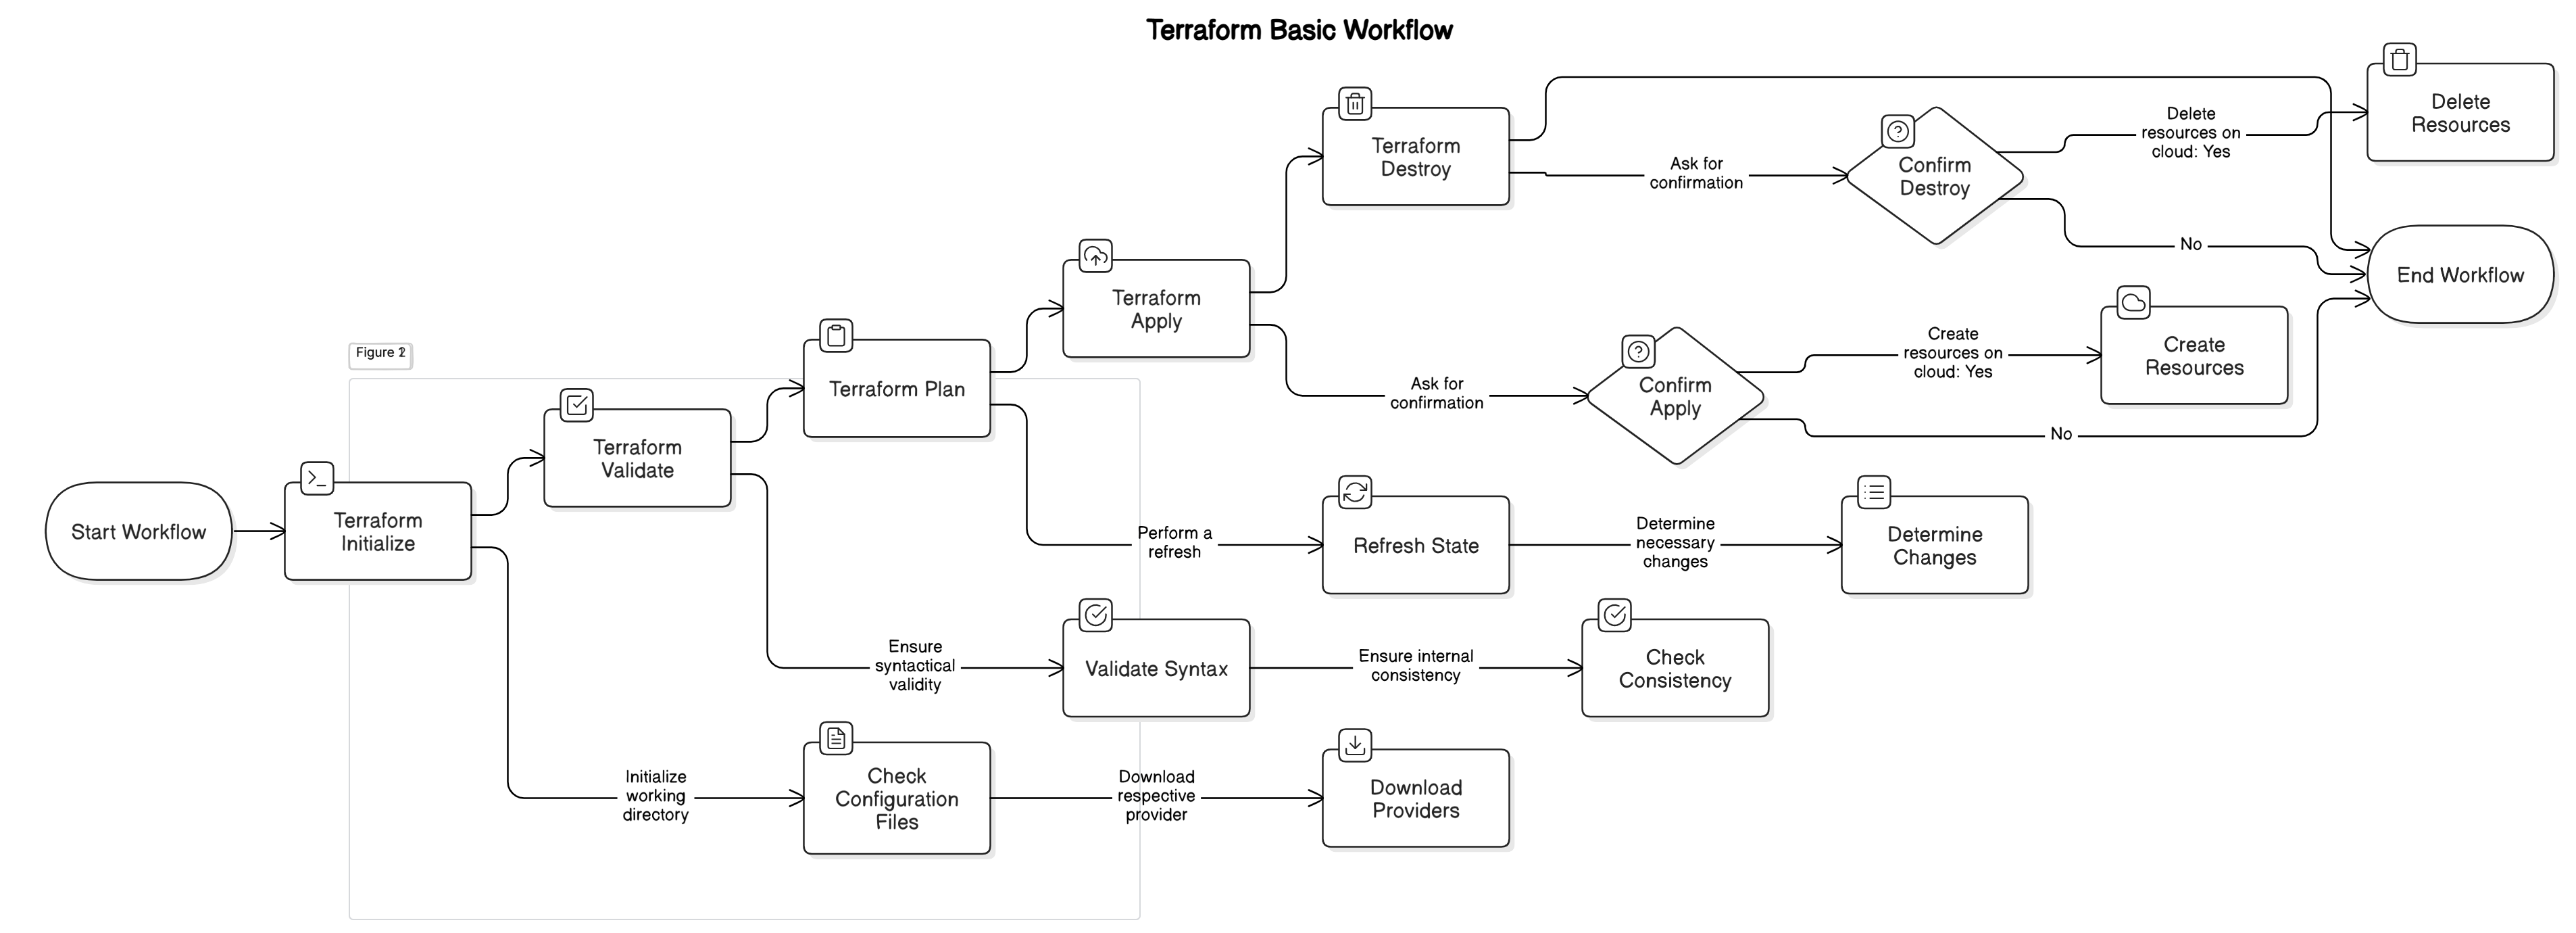 Terraform Basic Workflow
Delete
Resources
Terraform
Destroy
Ask for
confirmation
Confirm
Destroy
Delete
resources on
cloud: Yes
No
End Workflow
Terraform
Apply
Ask for
confirmation
Confirm
Apply
Create
resources on
cloud: Yes
Create
Resources
No
Figure
Terraform Plan
Terraform
Validate
Start Workflow
Terraform
Initialize
Perform a
refresh
Refresh State
Determine
necessary
changes
Determine
Changes
Ensure
syntactical
validity
Validate Syntax
Ensure internal
consistency
Check
Consistency
Initialize
working
directory
Check
Configuration
Files
Download
respective
provider
Download
Providers